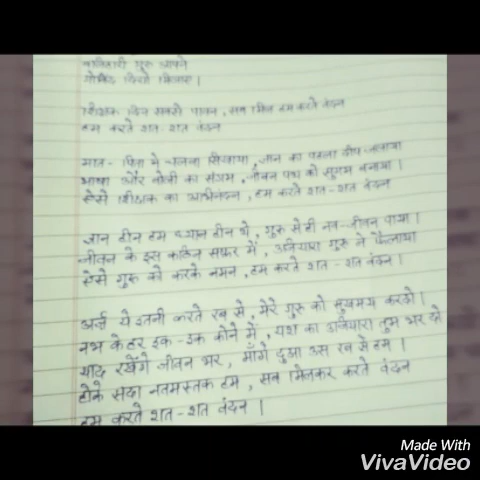 बलिहारी गुरु आपने
गोविंद दियो मिलाय।
शिक्षक दिन सबसे पावन, सब मिल हम करते वंदन
हम करते शत-शत वंदन
मात-पिता ने चलना सिखाया, ज्ञान का पहला दीप जलाया
भाषा और बोली का संगम, जीवन पथ को सुगम बनाया।
ऐसे शिक्षक का अभिनंदन, हम करते शत-शत वंदन
ज्ञान हीन हम ध्यान हीन थे, गुरु से ही नव-जीवन पाया।
जीवन के इस कठिन सफर में, उजियारा गुरु ने फैलाया
ऐसे गुरु को करके नमन, हम करते शत-शत वंदन।
अर्ज ये इतनी करते रब से, मेरे गुरु को सुखमय करदो।
नभ के हर इक-इक कोने में, यश का उजियारा तुम भर दो
याद रखेंगे जीवन भर, माँगे दुआ उस रब से हम।
होके सदा नतमस्तक हम, सब मिलकर करते वंदन
हम करते शत-शत वंदन।
Made With
VivaVideo